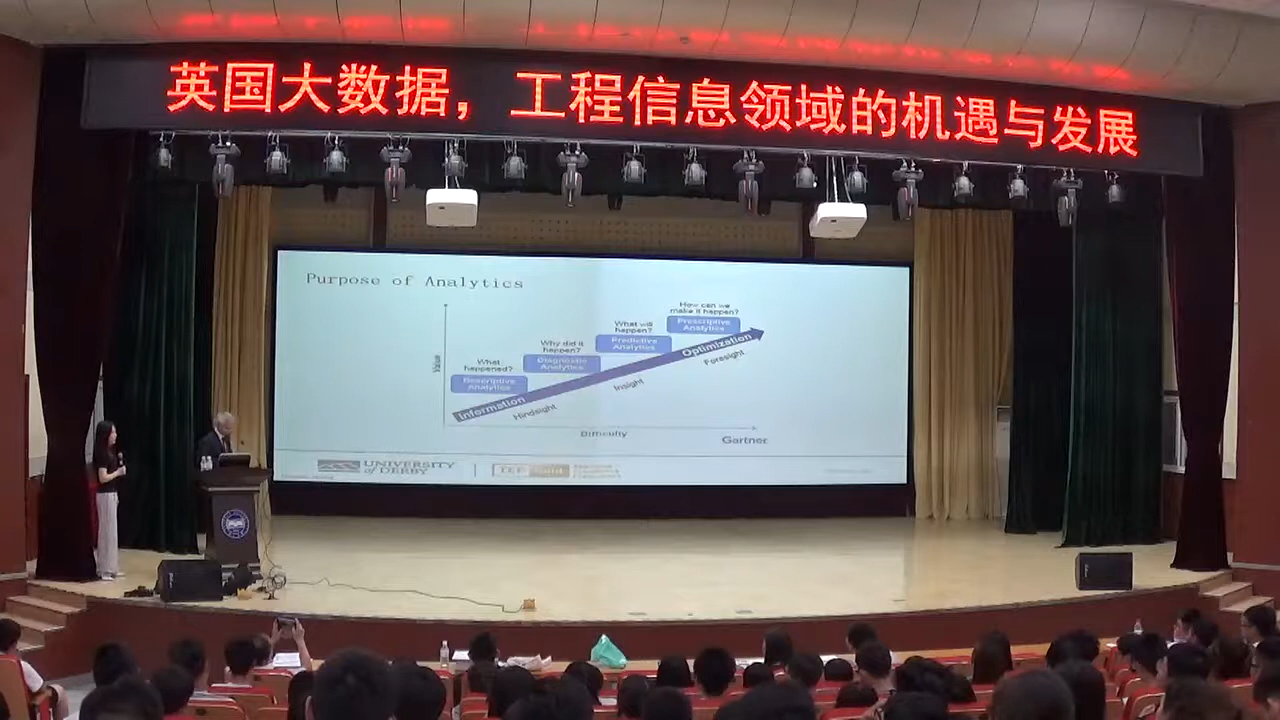 英国大数据，工程信息领域的机遇与发展
Purpose of Analytics
How can we
make it happen?
Prescriptive
Analytics
What will
happen?
Predictive
Analytics
Why did it
happen?
Diagnostic
Analytics
What
happened?
Descriptive
Analytics
Value
Information
Optimization
Hindsight
Insight
Foresight
Difficulty
Gartner
UNIVERSITY
of DERBY
TEF Gold